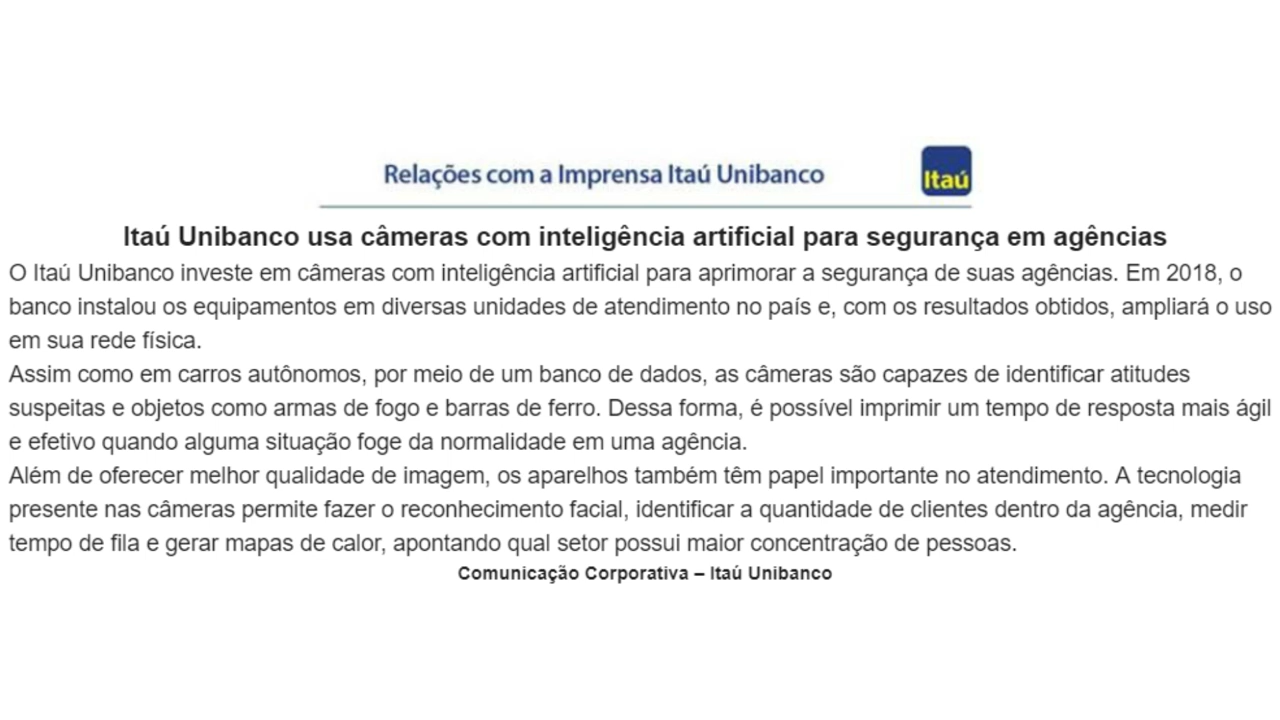 Relações com a Imprensa Itaú Unibanco
Itaú
Itaú Unibanco usa câmeras com inteligência artificial para segurança em agências
O Itaú Unibanco investe em câmeras com inteligência artificial para aprimorar a segurança de suas agências. Em 2018, o
banco instalou os equipamentos em diversas unidades de atendimento no país e, com os resultados obtidos, ampliará o uso
em sua rede física.
Assim como em carros autônomos, por meio de um banco de dados, as câmeras são capazes de identificar atitudes
suspeitas e objetos como armas de fogo e barras de ferro. Dessa forma, é possível imprimir um tempo de resposta mais ágil
e efetivo quando alguma situação foge da normalidade em uma agência.
Além de oferecer melhor qualidade de imagem, os aparelhos também têm papel importante no atendimento. A tecnologia
presente nas câmeras permite fazer o reconhecimento facial, identificar a quantidade de clientes dentro da agência, medir
tempo de fila e gerar mapas de calor, apontando qual setor possui maior concentração de pessoas.
Comunicação Corporativa – Itaú Unibanco